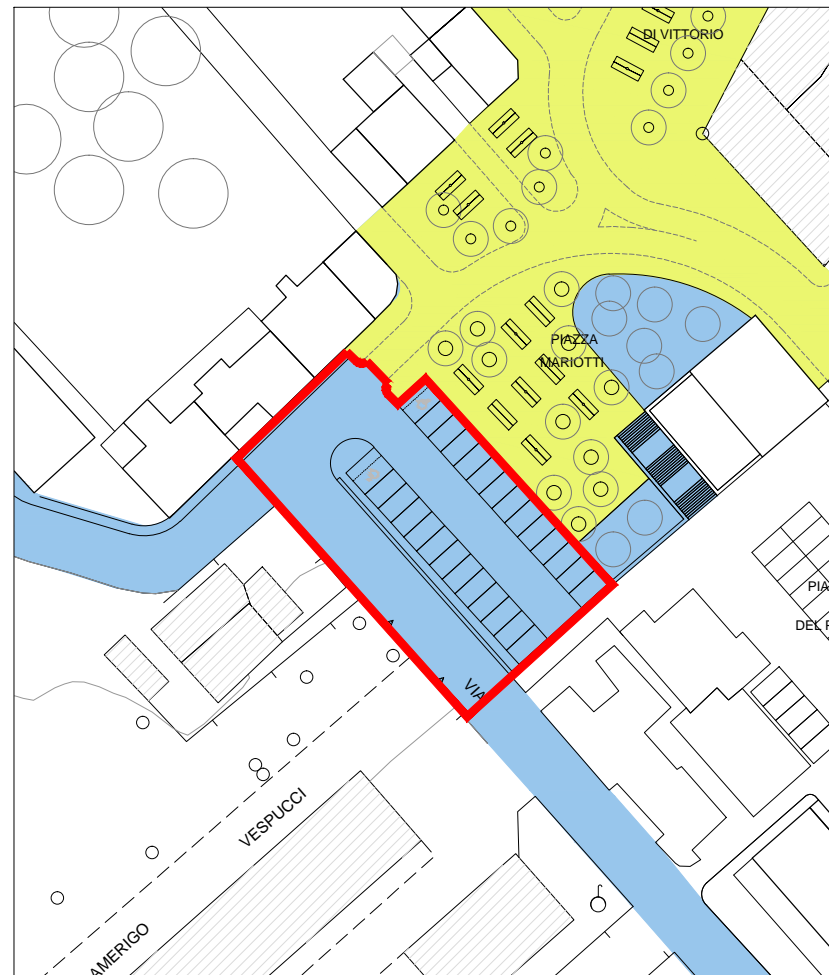 DI VITTORIO
PIAZZA
MARIOTTI
PIA
DEL P
VIA
VESPUCCI
AMERIGO